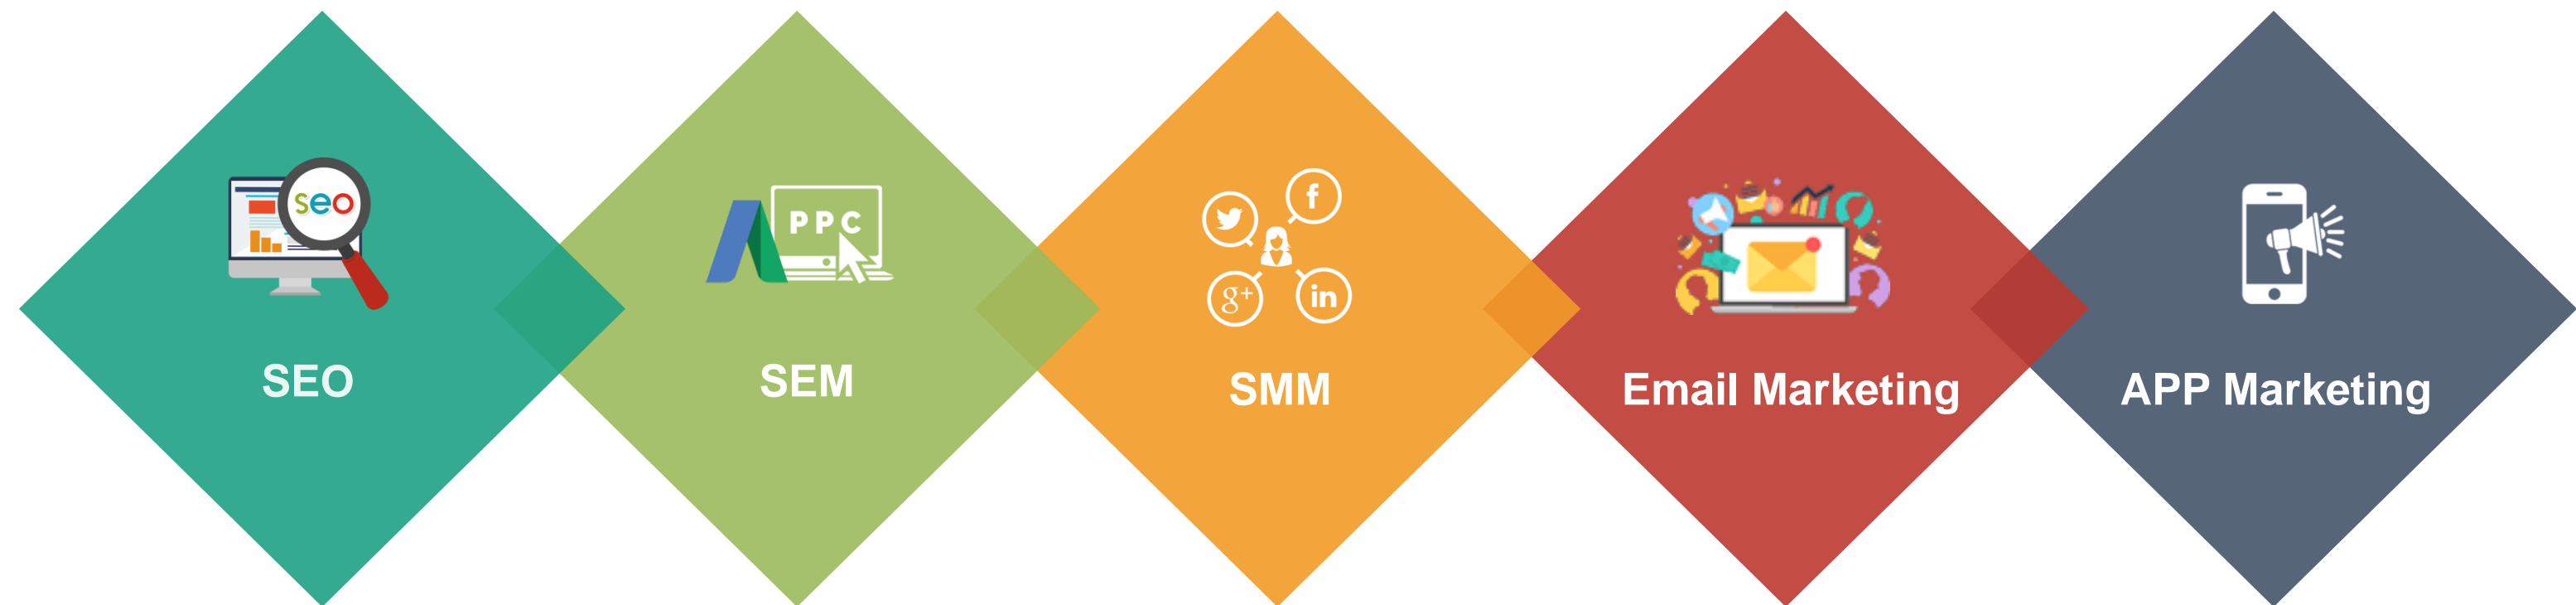 seo
PPC
f
g+
in
SEO
SEM
SMM
Email Marketing
APP Marketing